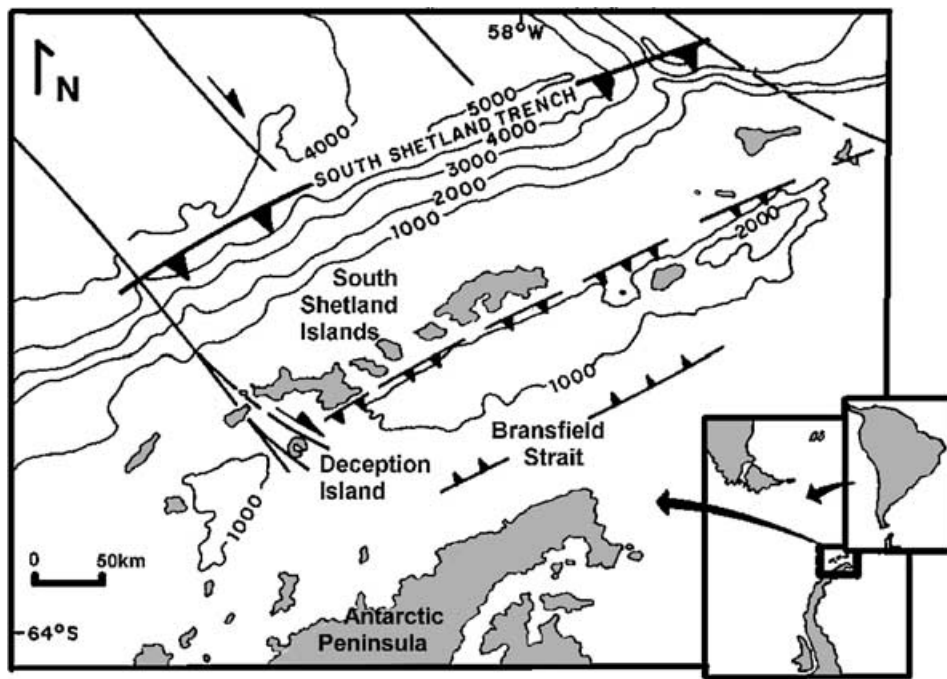 58°W
N
5000
SOUTH SHETLAND TRENCH
4000
4000
3000
2000
1000
2000
South
Shetland
Islands
1000
Bransfield
Strait
Deception
Island
1000
0 50km
64°S
Antarctic
Peninsula